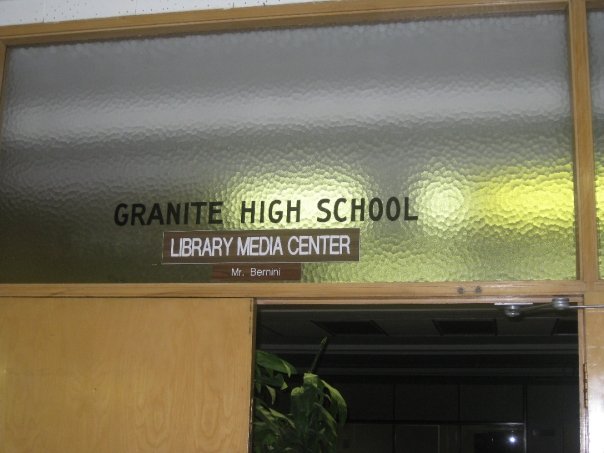 GRANITE HIGH SCHOOL
LIBRARY MEDIA CENTER
Mr. Bernini